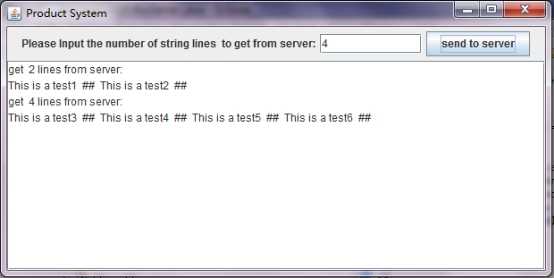 Product System
Please Input the number of string lines to get from server: 4 send to server
get 2 lines from server:
This is a test1 ## This is a test2 ##
get 4 lines from server:
This is a test3 ## This is a test4 ## This is a test5 ## This is a test6 ##